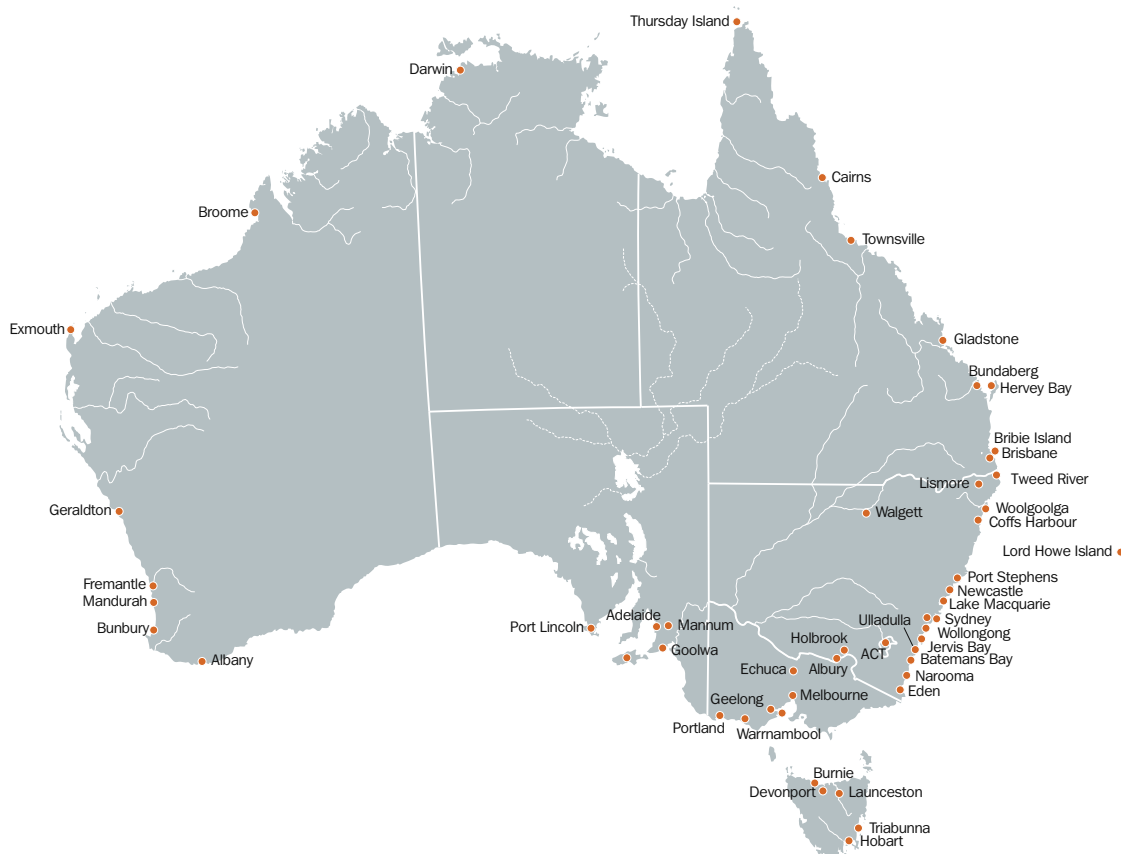 Thursday Island
Darwin
Cairns
Broome
Townsville
Exmouth
Gladstone
Bundaberg
Hervey Bay
Bribie Island
Brisbane
Tweed River
Lismore
Geraldton
Walgett
Woolgoolga
Coffs Harbour
Lord Howe Island
Port Stephens
Fremantle
Newcastle
Mandurah
Lake Macquarie
Adelaide
Ulladulla
Sydney
Port Lincoln
Mannum
Bunbury
Wollongong
Holbrook
Jervis Bay
Goolwa
ACT
Albany
Batemans Bay
Echuca
Albury
Narooma
Eden
Geelong
Melbourne
Portland
Warrnambool
Burnie
Devonport
Launceston
Triabunna
Hobart